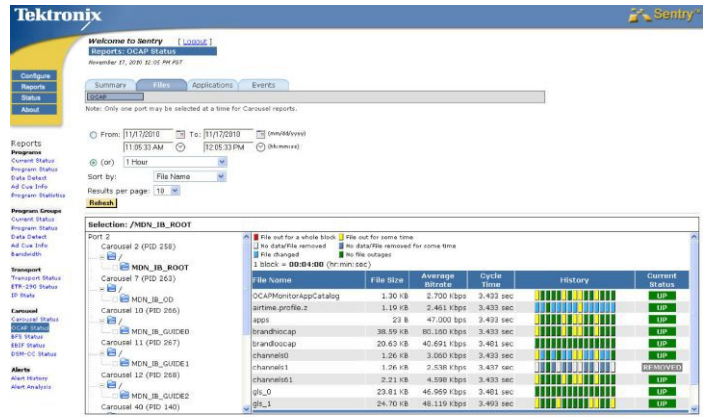 Tektronix
Sentry™
Welcome to Sentry [ Logout ]
Reports: OCAP Status
November 17, 2010 12:05 PM PST
Configure
Reports
Status
About
Summary Files Applications Events
OCAP
Note: Only one port may be selected at a time for Carousel reports.
From: 11/17/2010 To: 11/17/2010 (mm/dd/yyyy)
11:05:33 AM 12:05:33 PM (hh:mm:ss)
(or) 1 Hour
Sort by: File Name
Results per page: 10
Refresh
Reports
Programs
Current Status
Program Status
Data Detect
Ad Cue Info
Program Statistics
Program Groups
Current Status
Program Status
Data Detect
Ad Cue Info
Bandwidth
Transport
Transport Status
ETR-290 Status
IP Stats
Carousel
Carousel Status
OCAP Status
BFS Status
EBIF Status
DSM-CC Status
Alerts
Alert History
Alert Analysis
Selection: /MDN_IB_ROOT
Port 2
Carousel 2 (PID 258)
/
MDN_IB_ROOT
Carousel 7 (PID 263)
/
MDN_IB_OD
Carousel 10 (PID 266)
/
MDN_IB_GUIDE0
Carousel 11 (PID 267)
/
MDN_IB_GUIDE1
Carousel 12 (PID 268)
/
MDN_IB_GUIDE2
Carousel 40 (PID 140)
File out for a whole block File out for some time
No data/File removed No data/File removed for some time
File changed No file outages
1 block = 00:04:00 (hr:min:sec)
File Name File Size Average Bitrate Cycle Time History Current Status
OCAPMonitorAppCatalog 1.30 KB 2.700 Kbps 3.433 sec UP
airtime.profile.z 1.19 KB 2.461 Kbps 3.433 sec UP
apps 23 B 47.000 bps 3.433 sec UP
brandhiocap 38.59 KB 80.160 Kbps 3.433 sec UP
brandloocap 20.63 KB 40.691 Kbps 3.481 sec UP
channels0 1.26 KB 3.060 Kbps 3.433 sec UP
channels1 1.26 KB 2.538 Kbps 3.437 sec REMOVED
channels61 2.21 KB 4.598 Kbps 3.433 sec UP
gls_0 23.81 KB 46.969 Kbps 3.481 sec UP
gls_1 24.70 KB 48.119 Kbps 3.493 sec UP